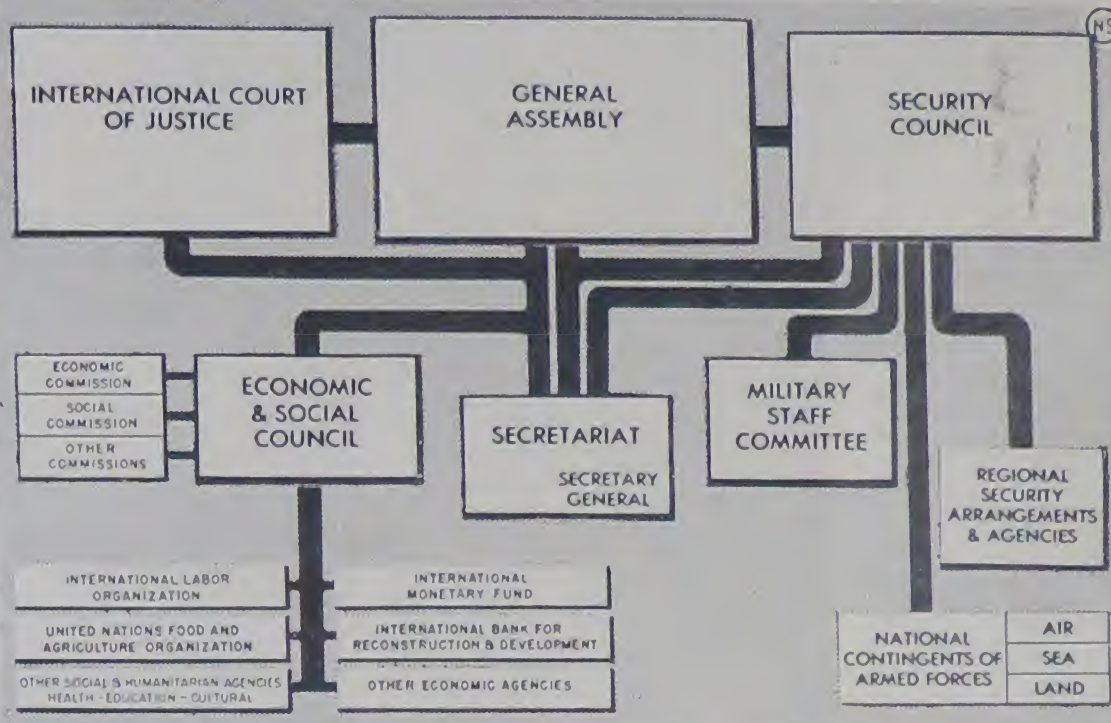 INTERNATIONAL COURT
OF JUSTICE
GENERAL
ASSEMBLY
SECURITY
COUNCIL
ECONOMIC
COMMISSION
SOCIAL
COMMISSION
OTHER
COMMISSIONS
ECONOMIC
& SOCIAL
COUNCIL
SECRETARIAT
SECRETARY
GENERAL
MILITARY
STAFF
COMMITTEE
REGIONAL
SECURITY
ARRANGEMENTS
& AGENCIES
INTERNATIONAL LABOR
ORGANIZATION
INTERNATIONAL
MONETARY FUND
UNITED NATIONS FOOD AND
AGRICULTURE ORGANIZATION
INTERNATIONAL BANK FOR
RECONSTRUCTION & DEVELOPMENT
OTHER SOCIAL & HUMANITARIAN AGENCIES
HEALTH - EDUCATION - CULTURAL
OTHER ECONOMIC AGENCIES
NATIONAL
CONTINGENTS OF
ARMED FORCES
AIR
SEA
LAND